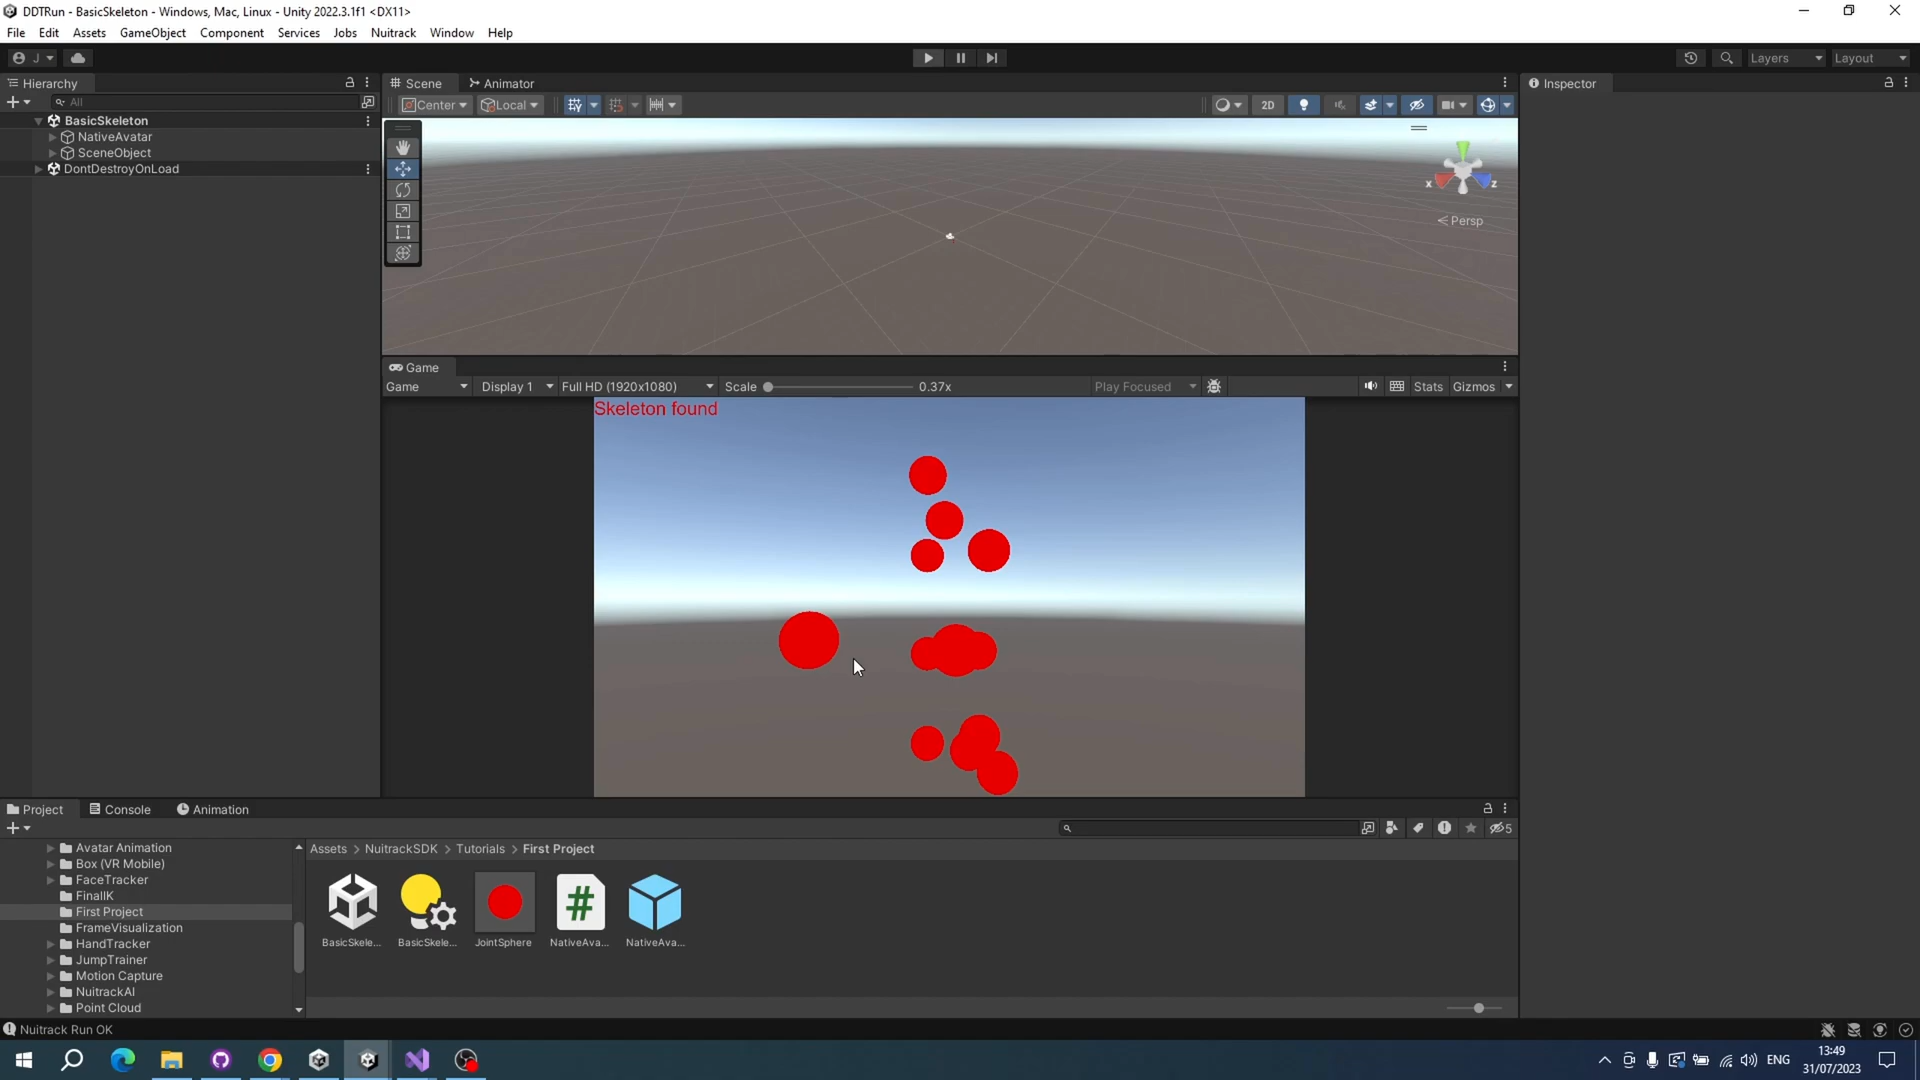 DDTRun - BasicSkeleton - Windows, Mac, Linux - Unity 2022.3.1f1 <DX11>
File Edit Assets GameObject Component Services Jobs Nuitrack Window Help
J Layers Layout
Hierarchy
All
BasicSkeleton
NativeAvatar
SceneObject
DontDestroyOnLoad
Scene Animator
Center Local 2D
x z
< Persp
Game
Game Display 1 Full HD (1920x1080) Scale 0.37x Play Focused Stats Gizmos
Skeleton found
Inspector
Project Console Animation
5
Avatar Animation
Box (VR Mobile)
FaceTracker
FinalIK
First Project
FrameVisualization
HandTracker
JumpTrainer
Motion Capture
NuitrackAI
Point Cloud
Assets > NuitrackSDK > Tutorials > First Project
BasicSkele... BasicSkele... JointSphere NativeAva... NativeAva...
Nuitrack Run OK
ENG
13:49
31/07/2023